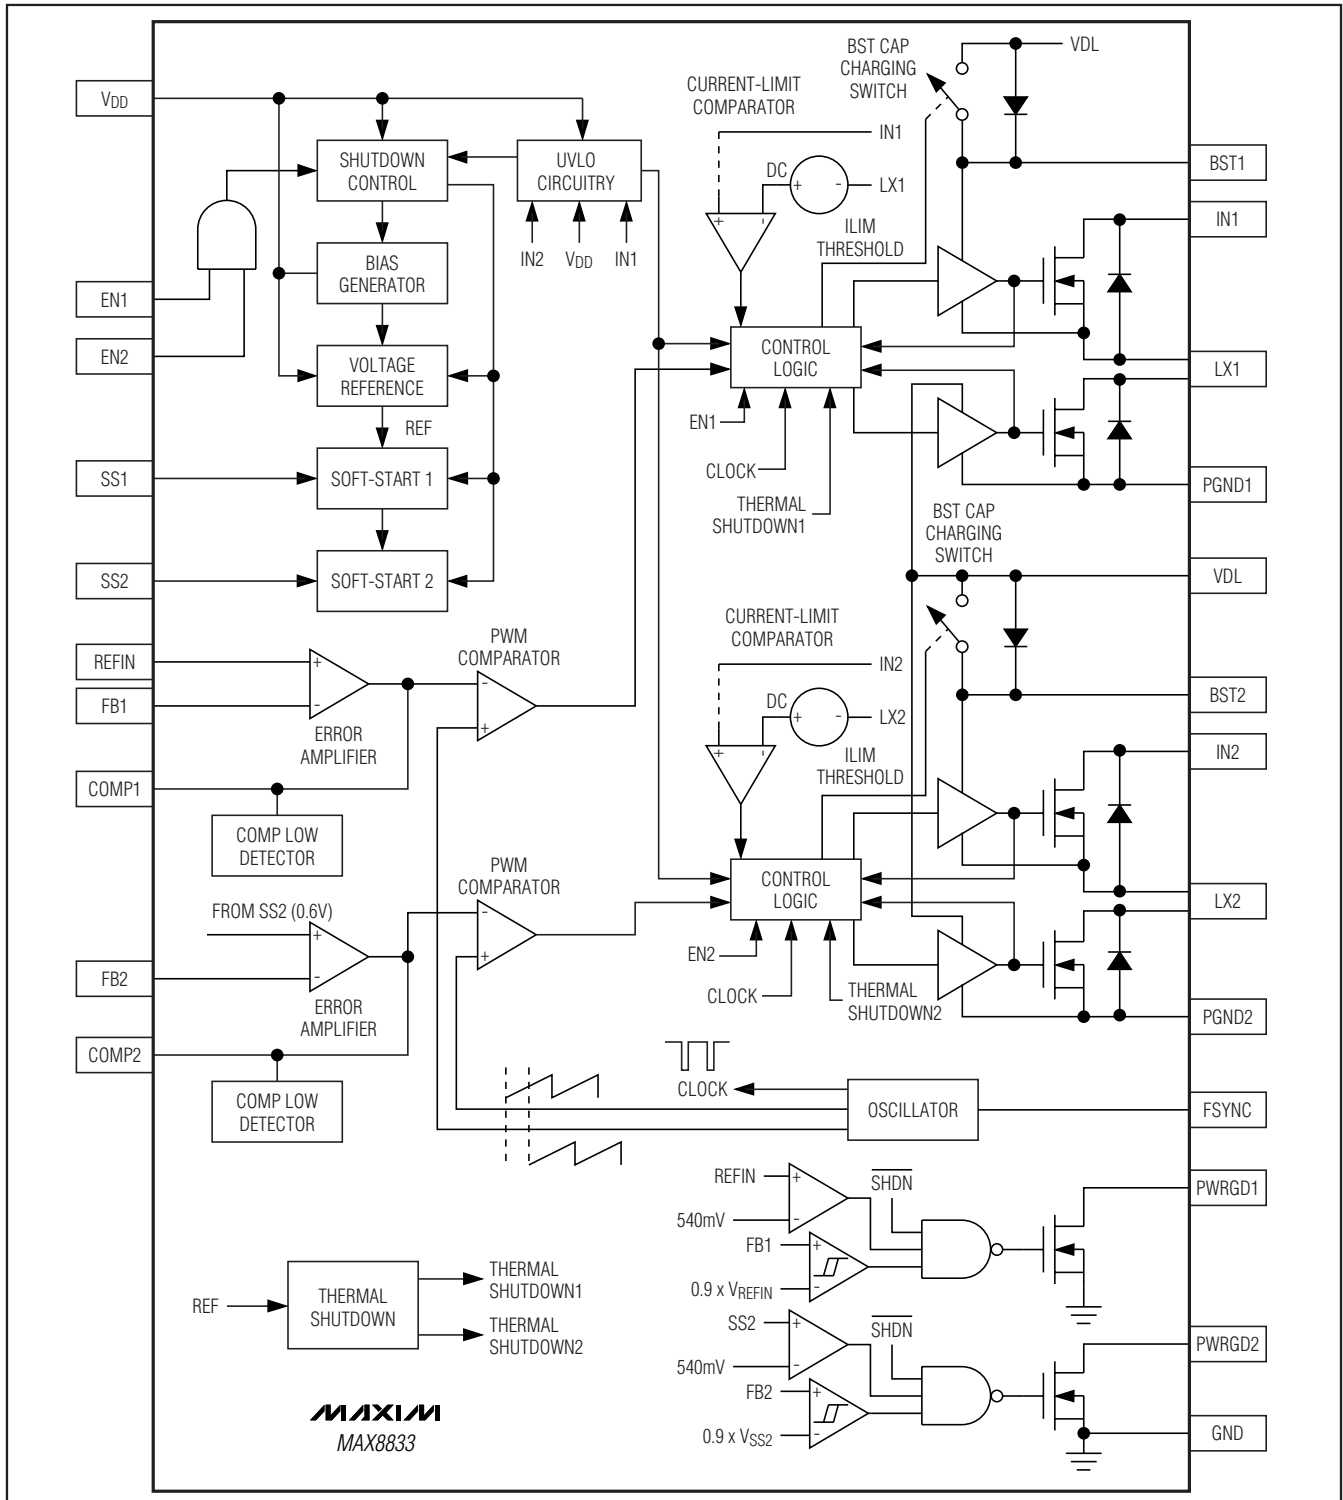 VDD
EN1
EN2
SS1
SS2
REFIN
FB1
COMP1
FB2
COMP2
SHUTDOWN
CONTROL
UVLO
CIRCUITRY
IN2
VDD
IN1
BIAS
GENERATOR
VOLTAGE
REFERENCE
REF
SOFT-START 1
SOFT-START 2
CURRENT-LIMIT
COMPARATOR
BST CAP
CHARGING
SWITCH
VDL
IN1
DC
+
-
LX1
+
-
ILIM
THRESHOLD
CONTROL
LOGIC
EN1
CLOCK
THERMAL
SHUTDOWN1
BST1
IN1
LX1
PGND1
BST CAP
CHARGING
SWITCH
VDL
CURRENT-LIMIT
COMPARATOR
IN2
DC
+
-
LX2
+
-
ILIM
THRESHOLD
CONTROL
LOGIC
EN2
CLOCK
THERMAL
SHUTDOWN2
BST2
IN2
LX2
PGND2
+
-
ERROR
AMPLIFIER
PWM
COMPARATOR
-
+
COMP LOW
DETECTOR
FROM SS2 (0.6V)
+
-
ERROR
AMPLIFIER
PWM
COMPARATOR
-
+
COMP LOW
DETECTOR
CLOCK
OSCILLATOR
FSYNC
REFIN
+
540mV
-
SHDN
FB1
+
0.9 x VREFIN
-
PWRGD1
SS2
+
540mV
-
SHDN
FB2
+
0.9 x VSS2
-
PWRGD2
GND
REF
THERMAL
SHUTDOWN
THERMAL
SHUTDOWN1
THERMAL
SHUTDOWN2
MAXIM
MAX8833